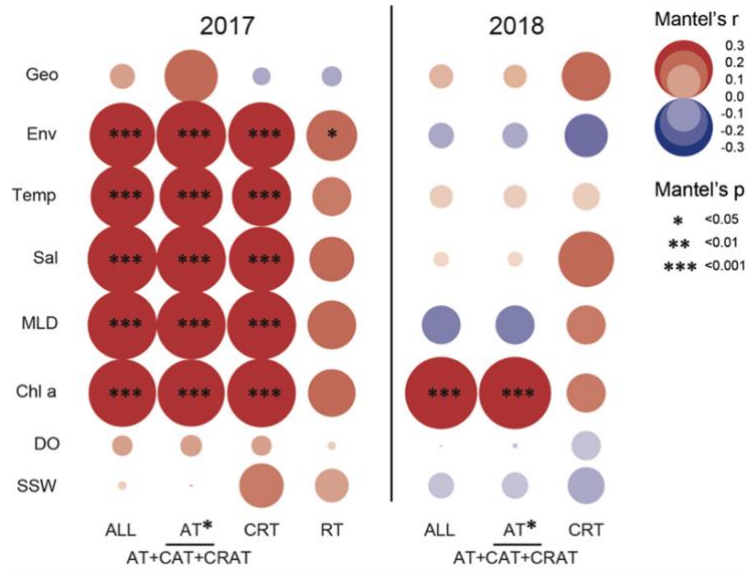 2017
2018
Mantel's r
0.3
0.2
0.1
0.0
-0.1
-0.2
-0.3
Mantel's p
* <0.05
** <0.01
*** <0.001
Geo
Env *** *** *** *
Temp *** *** ***
Sal *** *** ***
MLD *** *** ***
Chl a *** *** *** *** ***
DO
SSW
ALL AT* CRT RT ALL AT* CRT
AT+CAT+CRAT AT+CAT+CRAT